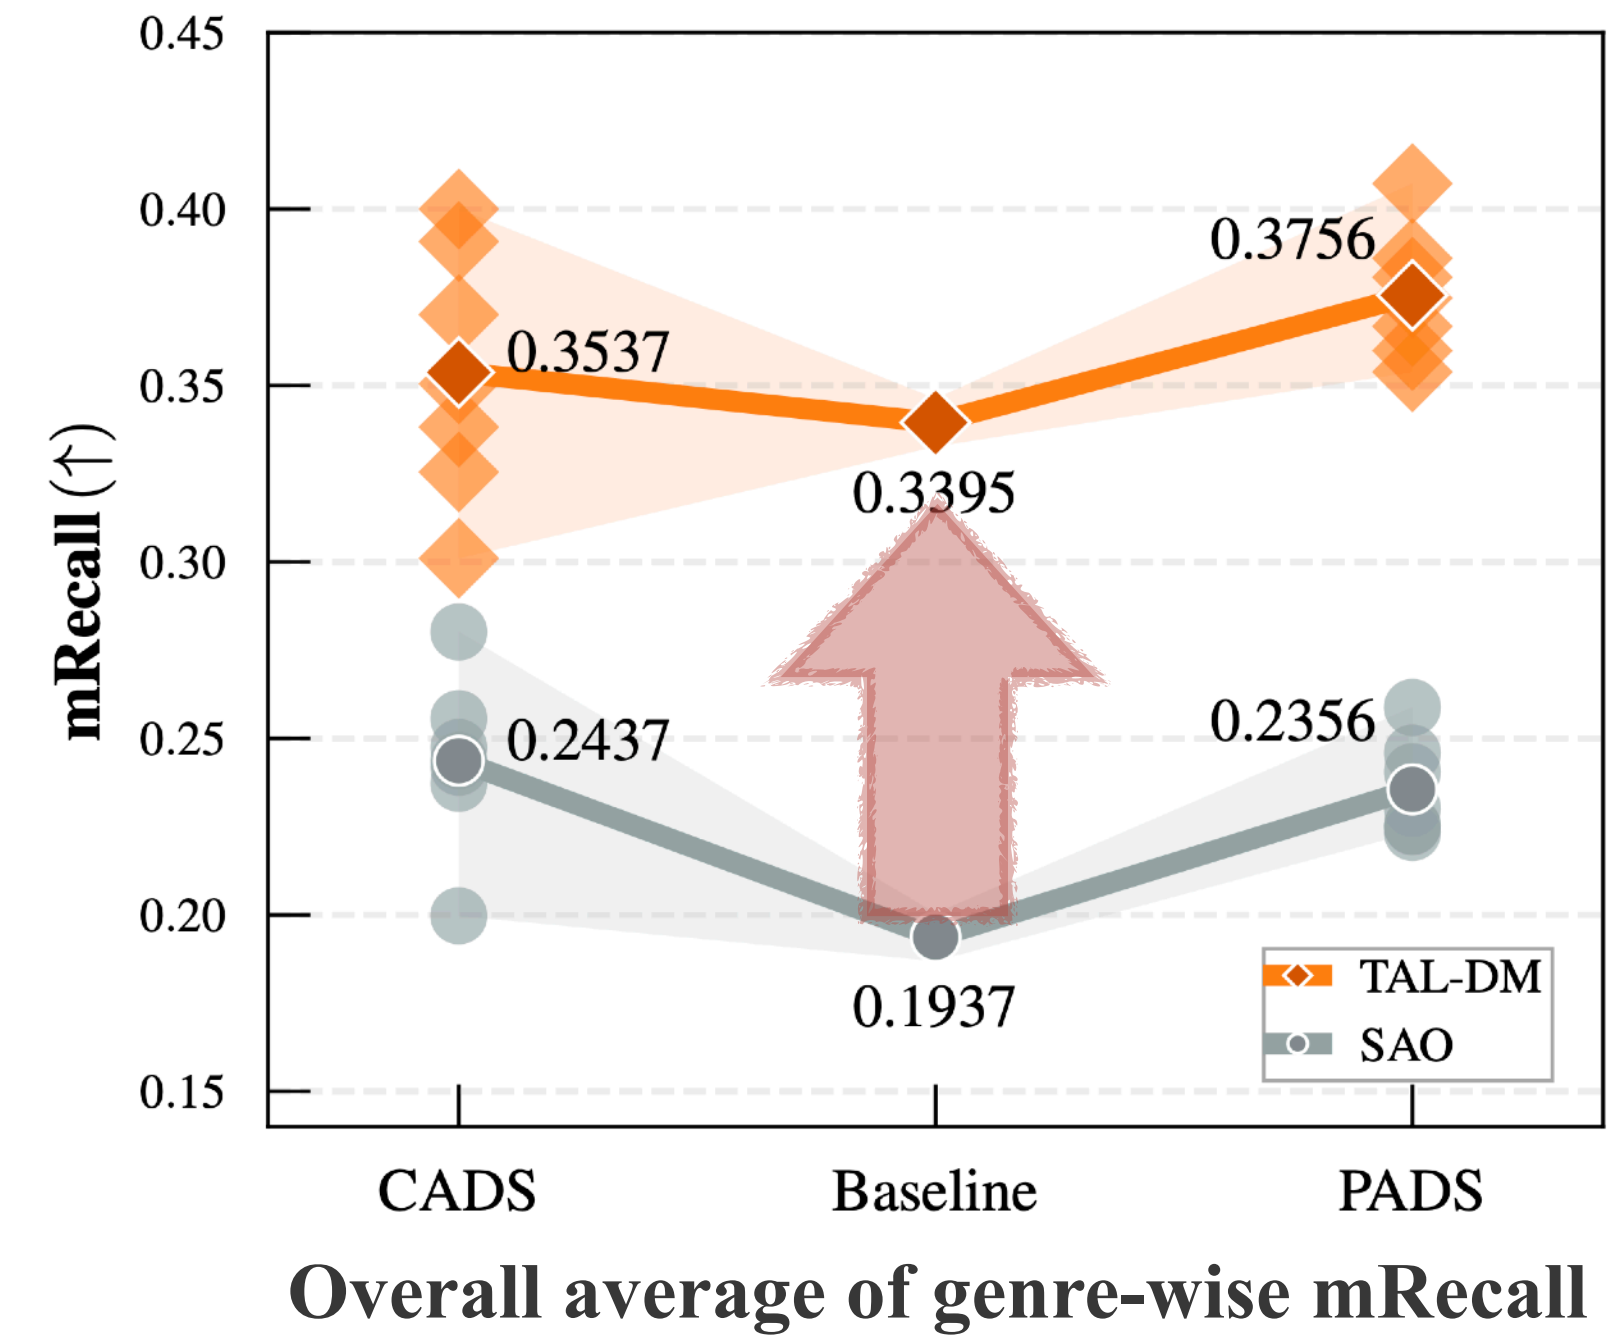 0.45
0.40
0.35
0.30
0.25
0.20
0.15
mRecall (↑)
0.3756
0.3537
0.3395
0.2437
0.2356
0.1937
TAL-DM
SAO
CADS
Baseline
PADS
Overall average of genre-wise mRecall